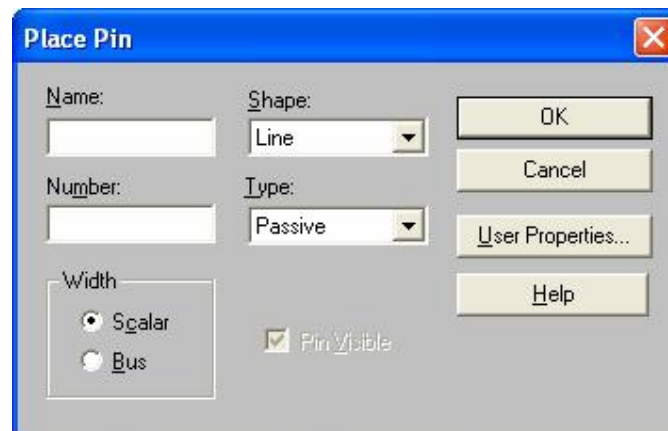 Place Pin
Name:
Shape:
Line
Number:
Type:
Passive
Width
Scalar
Bus
Pin Visible
OK
Cancel
User Properties...
Help